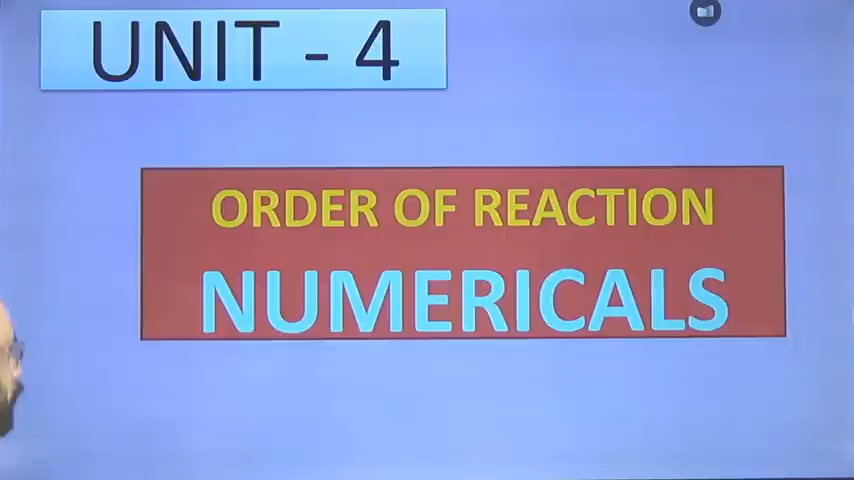 UNIT - 4
ORDER OF REACTION
NUMERICALS